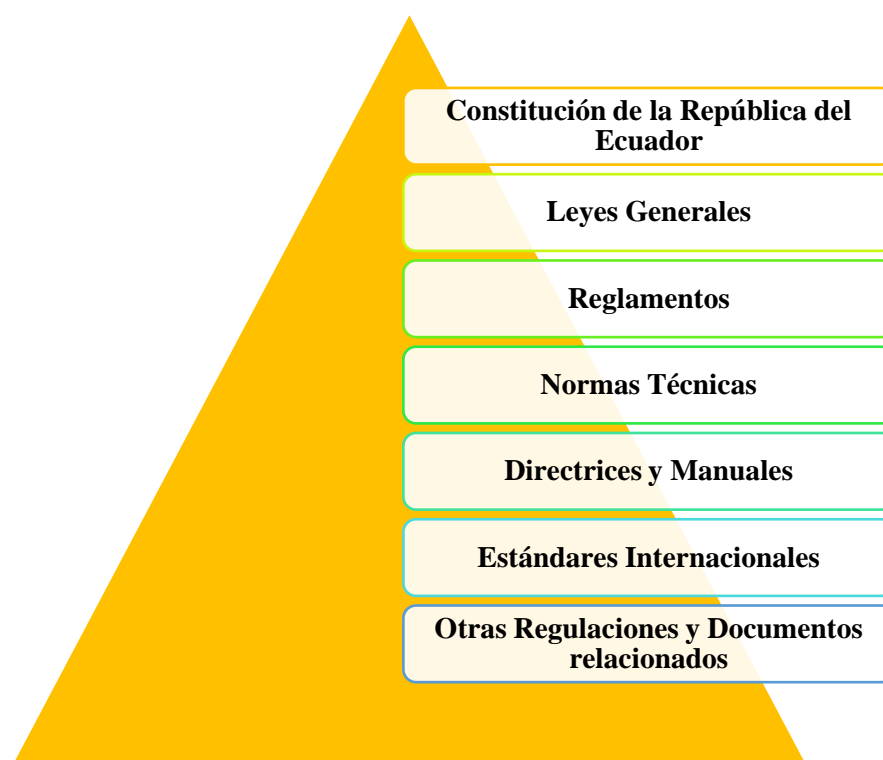 Constitución de la República del
Ecuador
Leyes Generales
Reglamentos
Normas Técnicas
Directrices y Manuales
Estándares Internacionales
Otras Regulaciones y Documentos
relacionados